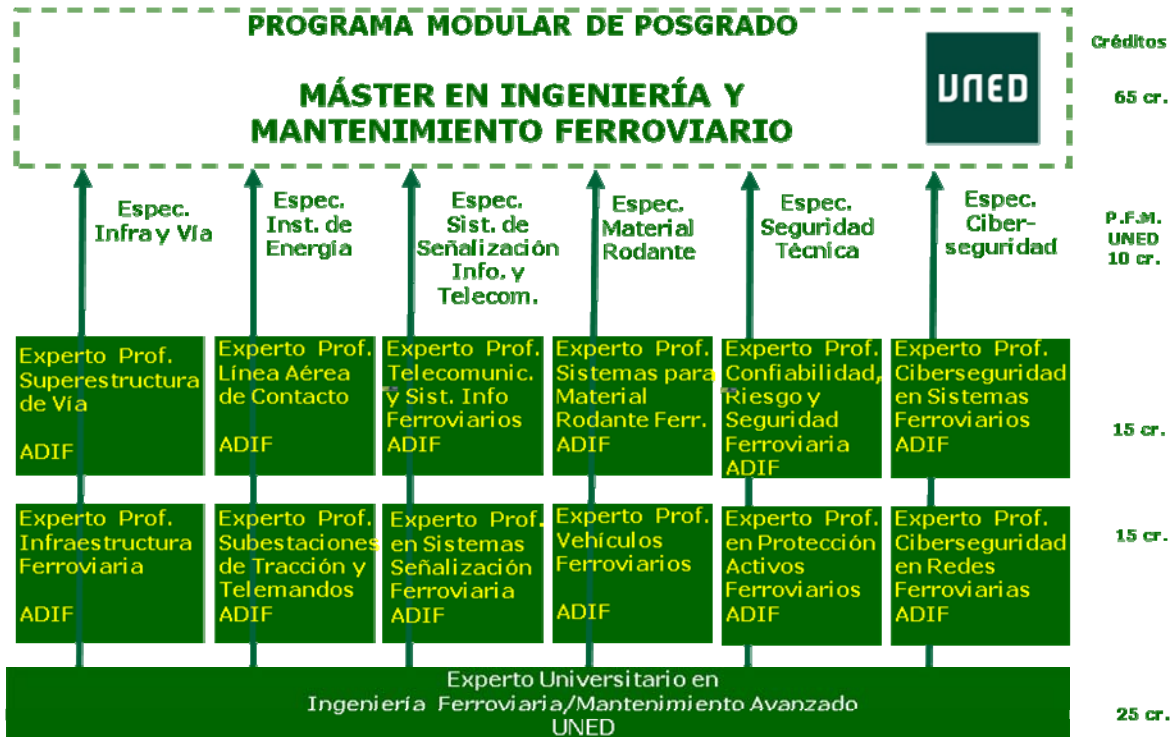 PROGRAMA MODULAR DE POSGRADO
MÁSTER EN INGENIERÍA Y
MANTENIMIENTO FERROVIARIO
UNED
Créditos
65 cr.
Espec.
Infra y Vía
Espec.
Inst. de
Energía
Espec.
Sist. de
Señalización
Info. y
Telecom.
Espec.
Material
Rodante
Espec.
Seguridad
Técnica
Espec.
Ciber-
seguridad
P.F.M.
UNED
10 cr.
Experto Prof.
Superestructura
de Vía
ADIF
Experto Prof.
Línea Aérea
de Contacto
ADIF
Experto Prof.
Telecomunic.
y Sist. Info
Ferroviarios
ADIF
Experto Prof.
Sistemas para
Material
Rodante Ferr.
ADIF
Experto Prof.
Confiabilidad,
Riesgo y
Seguridad
Ferroviaria
ADIF
Experto Prof.
Ciberseguridad
en Sistemas
Ferroviarios
ADIF
15 cr.
Experto Prof.
Infraestructura
Ferroviaria
ADIF
Experto Prof.
Subestaciones
de Tracción y
Telemandos
ADIF
Experto Prof.
en Sistemas
Señalización
Ferroviaria
ADIF
Experto Prof.
Vehículos
Ferroviarios
ADIF
Experto Prof.
en Protección
Activos
Ferroviarios
ADIF
Experto Prof.
Ciberseguridad
en Redes
Ferroviarias
ADIF
15 cr.
Experto Universitario en
Ingeniería Ferroviaria/Mantenimiento Avanzado
UNED
25 cr.